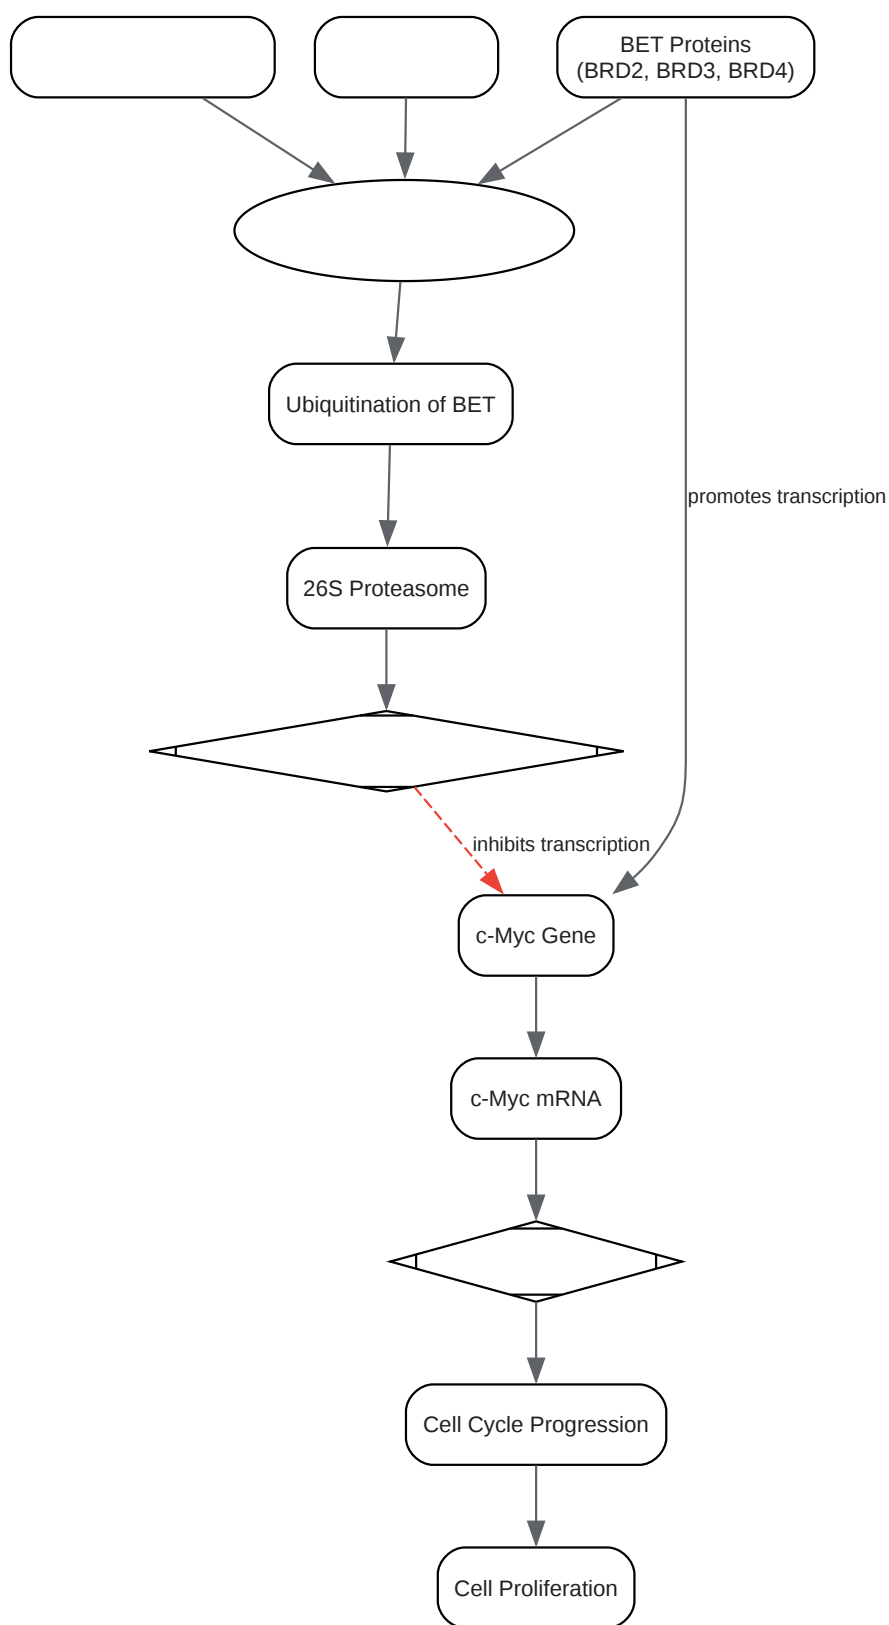 BET Proteins
(BRD2, BRD3, BRD4)
Ubiquitination of BET
promotes transcription
26S Proteasome
inhibits transcription
c-Myc Gene
c-Myc mRNA
Cell Cycle Progression
Cell Proliferation